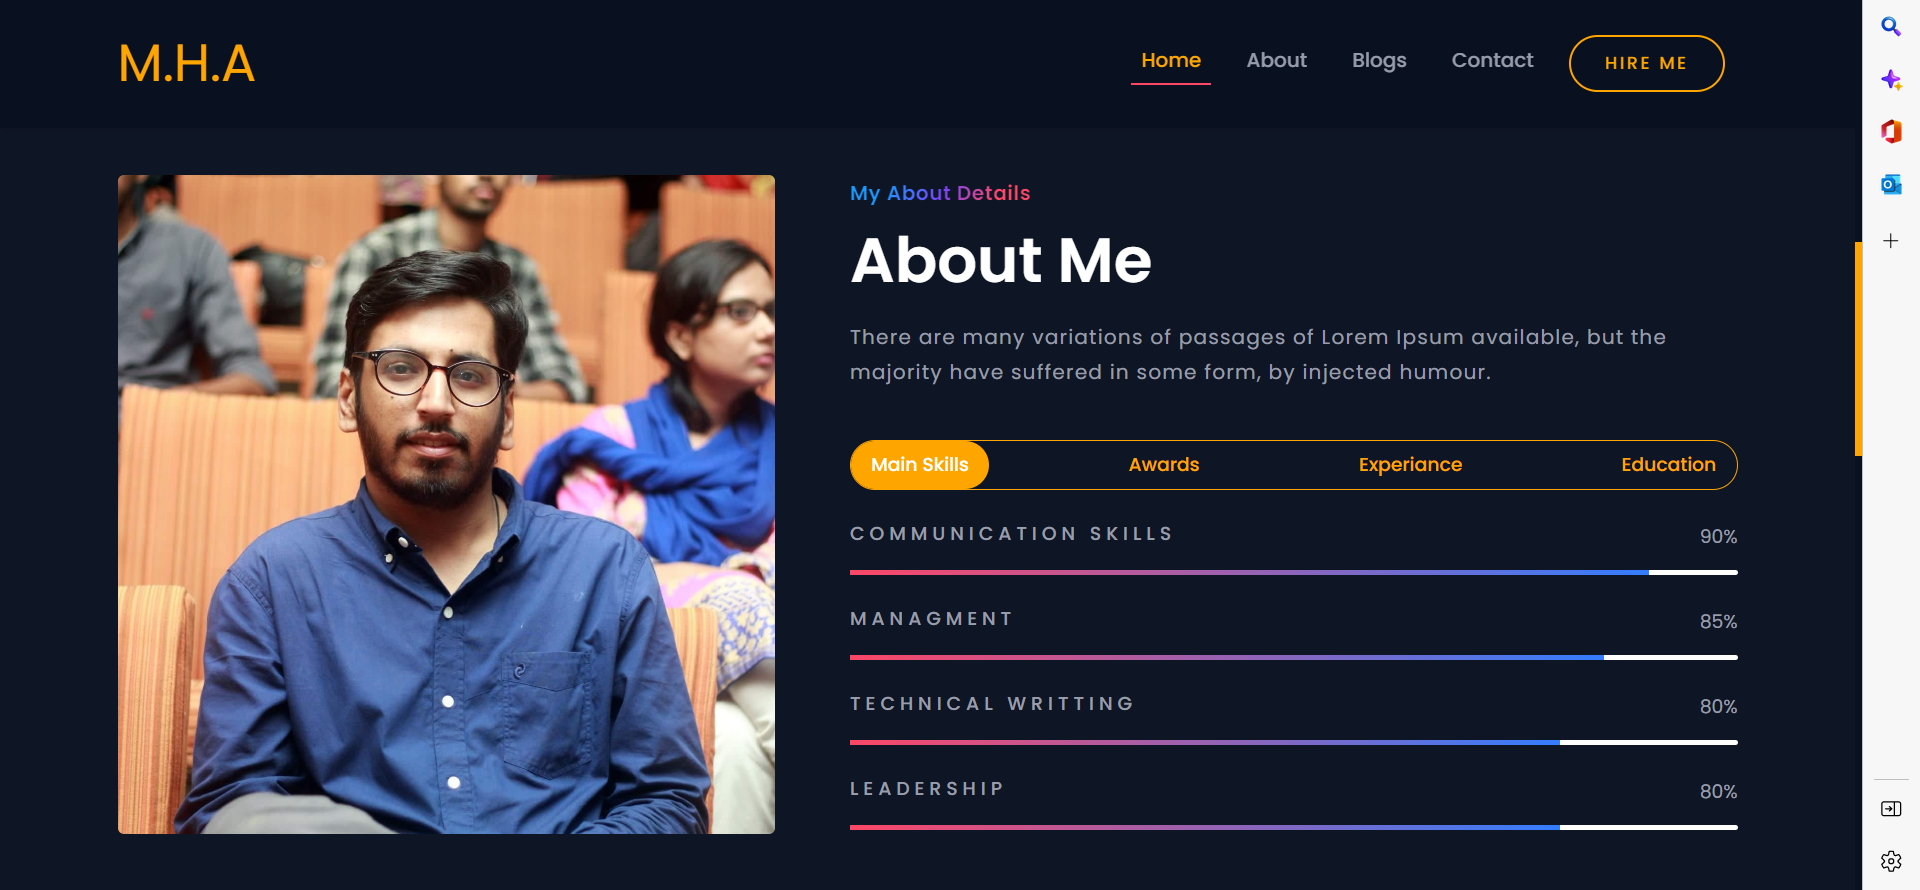 M.H.A
Home About Blogs Contact HIRE ME
My About Details
About Me
There are many variations of passages of Lorem Ipsum available, but the
majority have suffered in some form, by injected humour.
Main Skills Awards Experiance Education
COMMUNICATION SKILLS 90%
MANAGMENT 85%
TECHNICAL WRITTING 80%
LEADERSHIP 80%